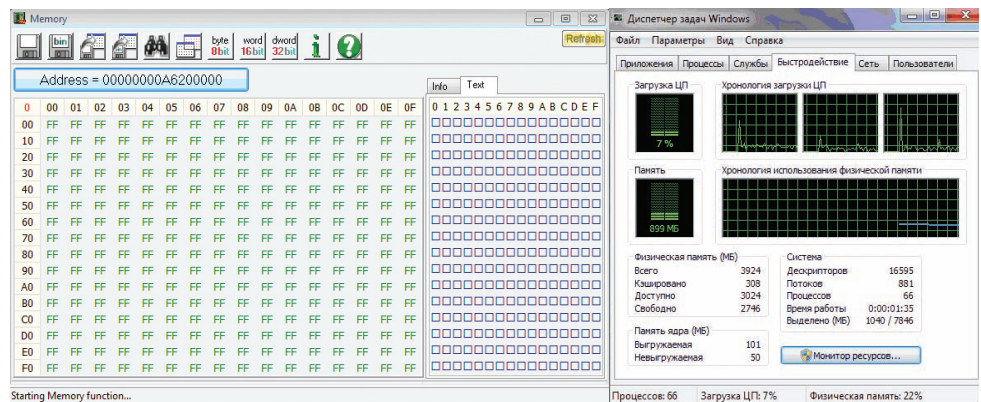 Memory
bin
byte 8bit
word 16bit
dword 32bit
Refresh
Address = 00000000A6200000
Info Text
0 00 01 02 03 04 05 06 07 08 09 0A 0B 0C 0D 0E 0F 0 1 2 3 4 5 6 7 8 9 A B C D E F
00 FF FF FF FF FF FF FF FF FF FF FF FF FF FF FF FF
10 FF FF FF FF FF FF FF FF FF FF FF FF FF FF FF FF
20 FF FF FF FF FF FF FF FF FF FF FF FF FF FF FF FF
30 FF FF FF FF FF FF FF FF FF FF FF FF FF FF FF FF
40 FF FF FF FF FF FF FF FF FF FF FF FF FF FF FF FF
50 FF FF FF FF FF FF FF FF FF FF FF FF FF FF FF FF
60 FF FF FF FF FF FF FF FF FF FF FF FF FF FF FF FF
70 FF FF FF FF FF FF FF FF FF FF FF FF FF FF FF FF
80 FF FF FF FF FF FF FF FF FF FF FF FF FF FF FF FF
90 FF FF FF FF FF FF FF FF FF FF FF FF FF FF FF FF
A0 FF FF FF FF FF FF FF FF FF FF FF FF FF FF FF FF
B0 FF FF FF FF FF FF FF FF FF FF FF FF FF FF FF FF
C0 FF FF FF FF FF FF FF FF FF FF FF FF FF FF FF FF
D0 FF FF FF FF FF FF FF FF FF FF FF FF FF FF FF FF
E0 FF FF FF FF FF FF FF FF FF FF FF FF FF FF FF FF
F0 FF FF FF FF FF FF FF FF FF FF FF FF FF FF FF FF
Starting Memory function...
Диспетчер задач Windows
Файл Параметры Вид Справка
Приложения Процессы Службы Быстродействие Сеть Пользователи
Загрузка ЦП Хронология загрузки ЦП
7 %
Память Хронология использования физической памяти
899 МБ
Физическая память (МБ)
Всего 3924
Кэшировано 308
Доступно 3024
Свободно 2746
Система
Дескрипторов 16595
Потоков 881
Процессов 66
Время работы 0:00:01:35
Выделено (МБ) 1040 / 7846
Память ядра (МБ)
Выгружаемая 101
Невыгружаемая 50
Монитор ресурсов...
Процессов: 66 Загрузка ЦП: 7% Физическая память: 22%